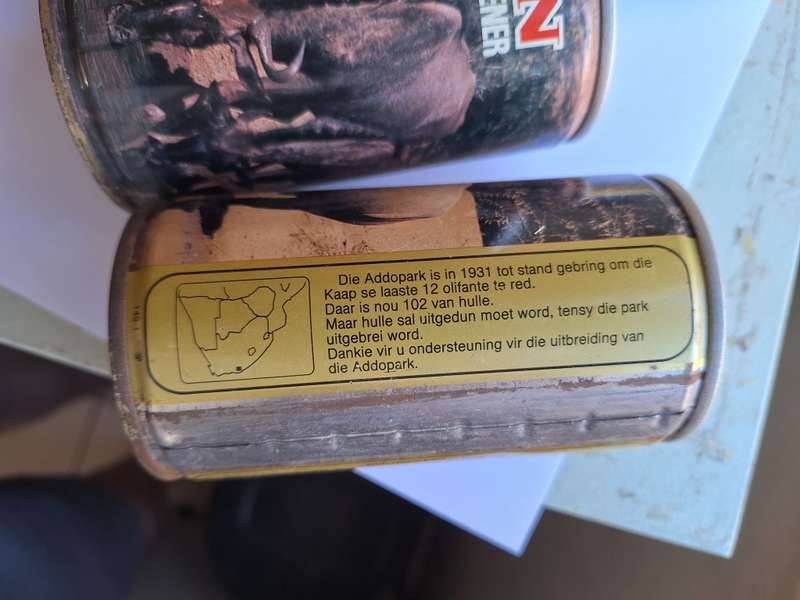 N
ENER
Die Addopark is in 1931 tot stand gebring om die
Kaap se laaste 12 olifante te red.
Daar is nou 102 van hulle.
Maar hulle sal uitgedun moet word, tensy die park
uitgebrei word.
Dankie vir u ondersteuning vir die uitbreiding van
die Addopark.